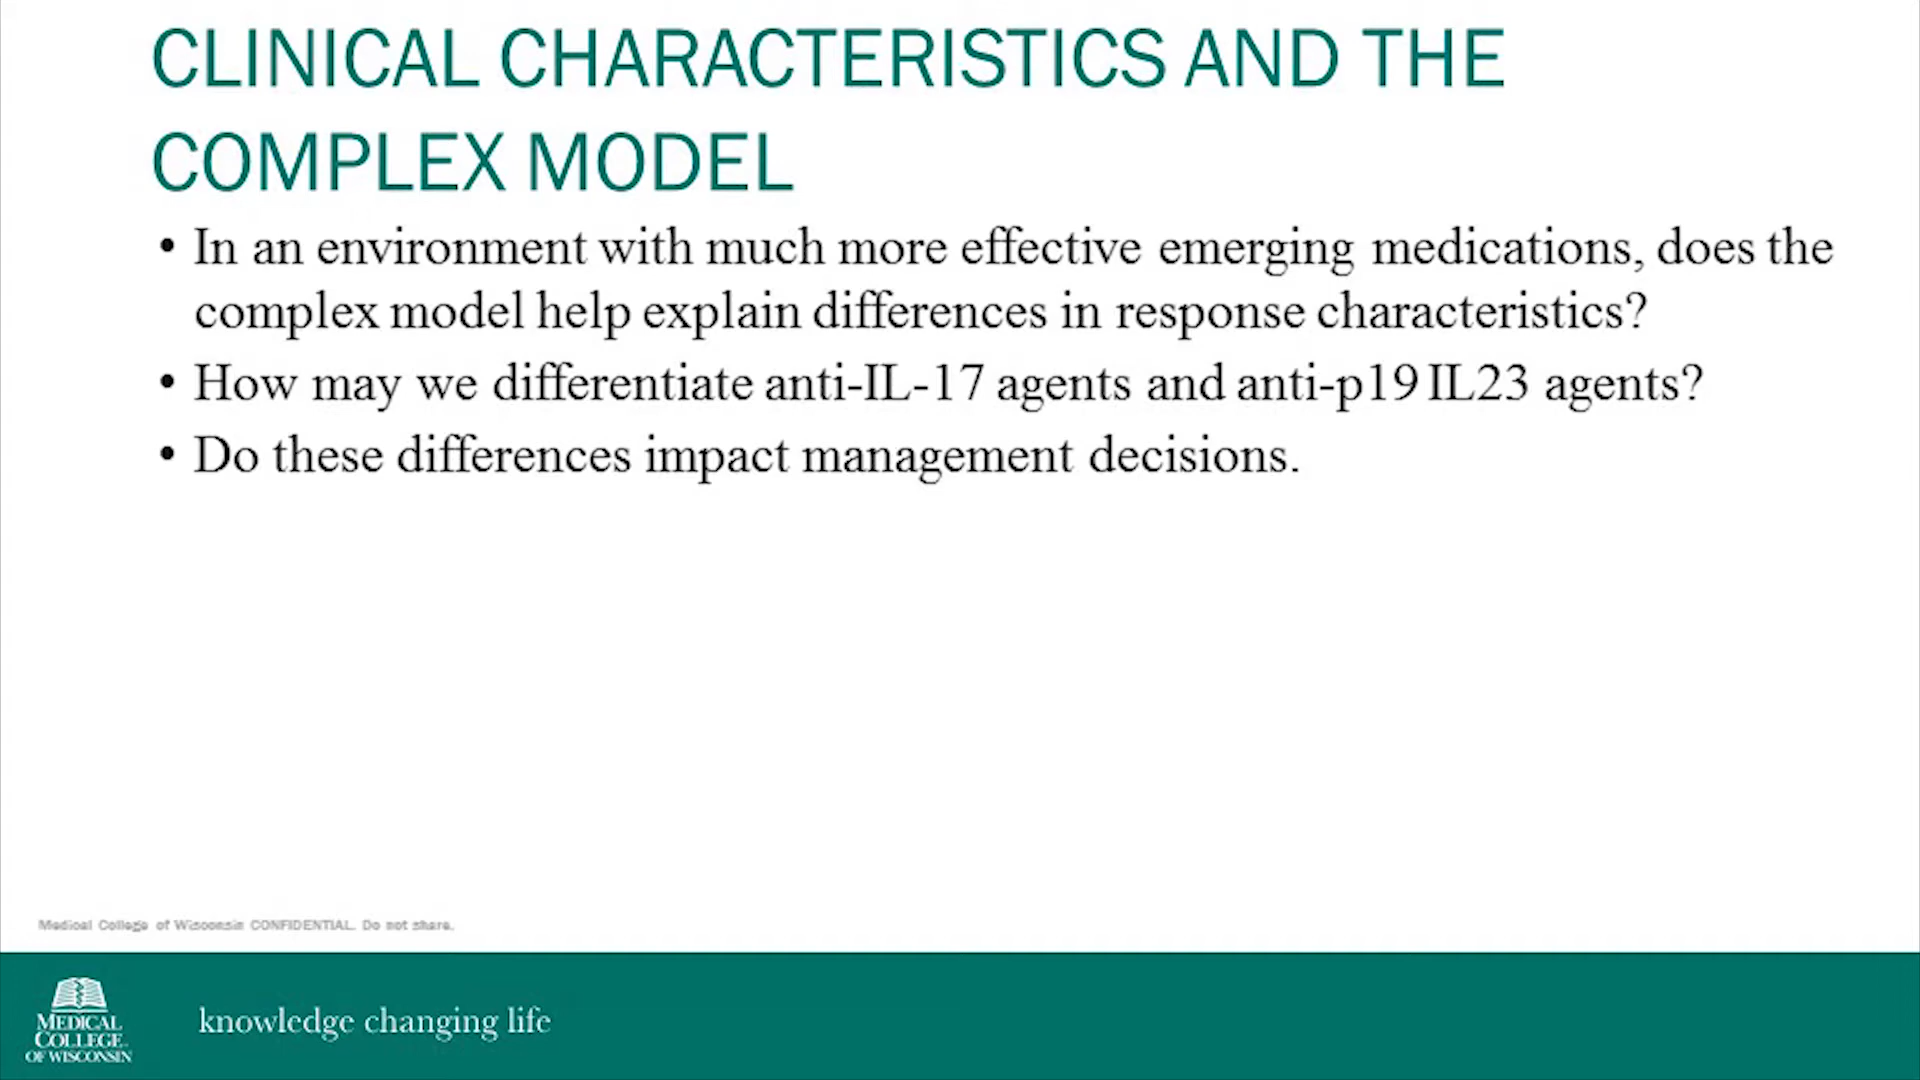 CLINICAL CHARACTERISTICS AND THE
COMPLEX MODEL
• In an environment with much more effective emerging medications, does the
complex model help explain differences in response characteristics?
• How may we differentiate anti-IL-17 agents and anti-p19 IL23 agents?
• Do these differences impact management decisions.
Medical College of Wisconsin CONFIDENTIAL. Do not share.
MEDICAL
COLLEGE
OF WISCONSIN
knowledge changing life